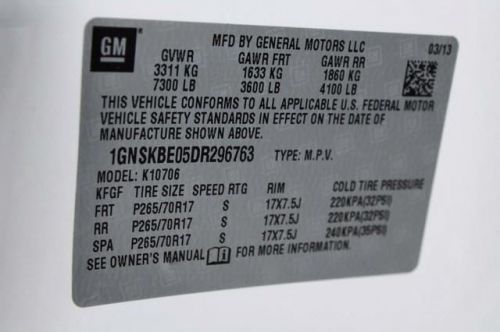 GM
MFD BY GENERAL MOTORS LLC 03/13
GVWR GAWR FRT GAWR RR
3311 KG 1633 KG 1860 KG
7300 LB 3600 LB 4100 LB
THIS VEHICLE CONFORMS TO ALL APPLICABLE U.S. FEDERAL MOTOR
VEHICLE SAFETY STANDARDS IN EFFECT ON THE DATE OF
MANUFACTURE SHOWN ABOVE.
1GNSKBE05DR296763 TYPE: M.P.V.
MODEL: K10706
KFGF TIRE SIZE SPEED RTG RIM COLD TIRE PRESSURE
FRT P265/70R17 S 17X7.5J 220KPA(32PSI)
RR P265/70R17 S 17X7.5J 220KPA(32PSI)
SPA P265/70R17 S 17X7.5J 240KPA(35PSI)
SEE OWNER'S MANUAL FOR MORE INFORMATION.